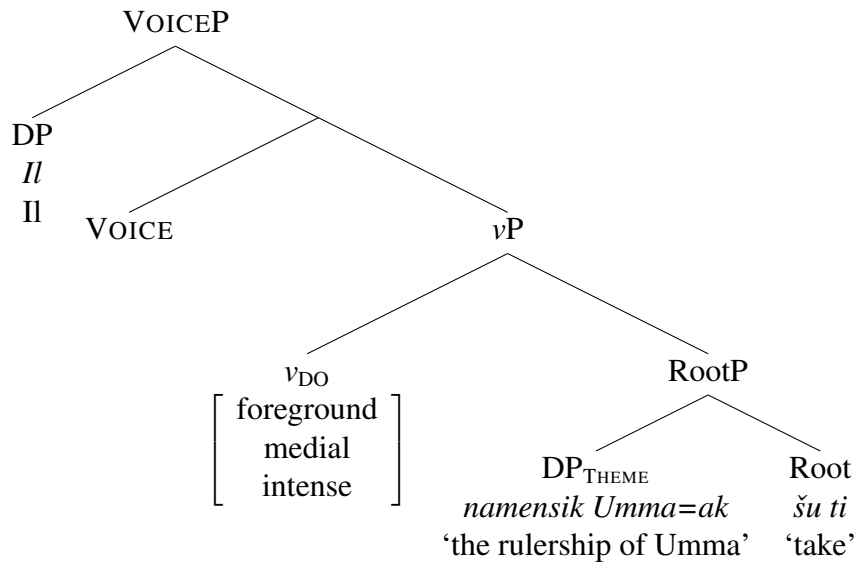 VOICEP
DP
Il
Il
VOICE
vP
vDO
foreground
medial
intense
RootP
DPTHEME
namensik Umma=ak
‘the rulership of Umma’
Root
šu ti
‘take’